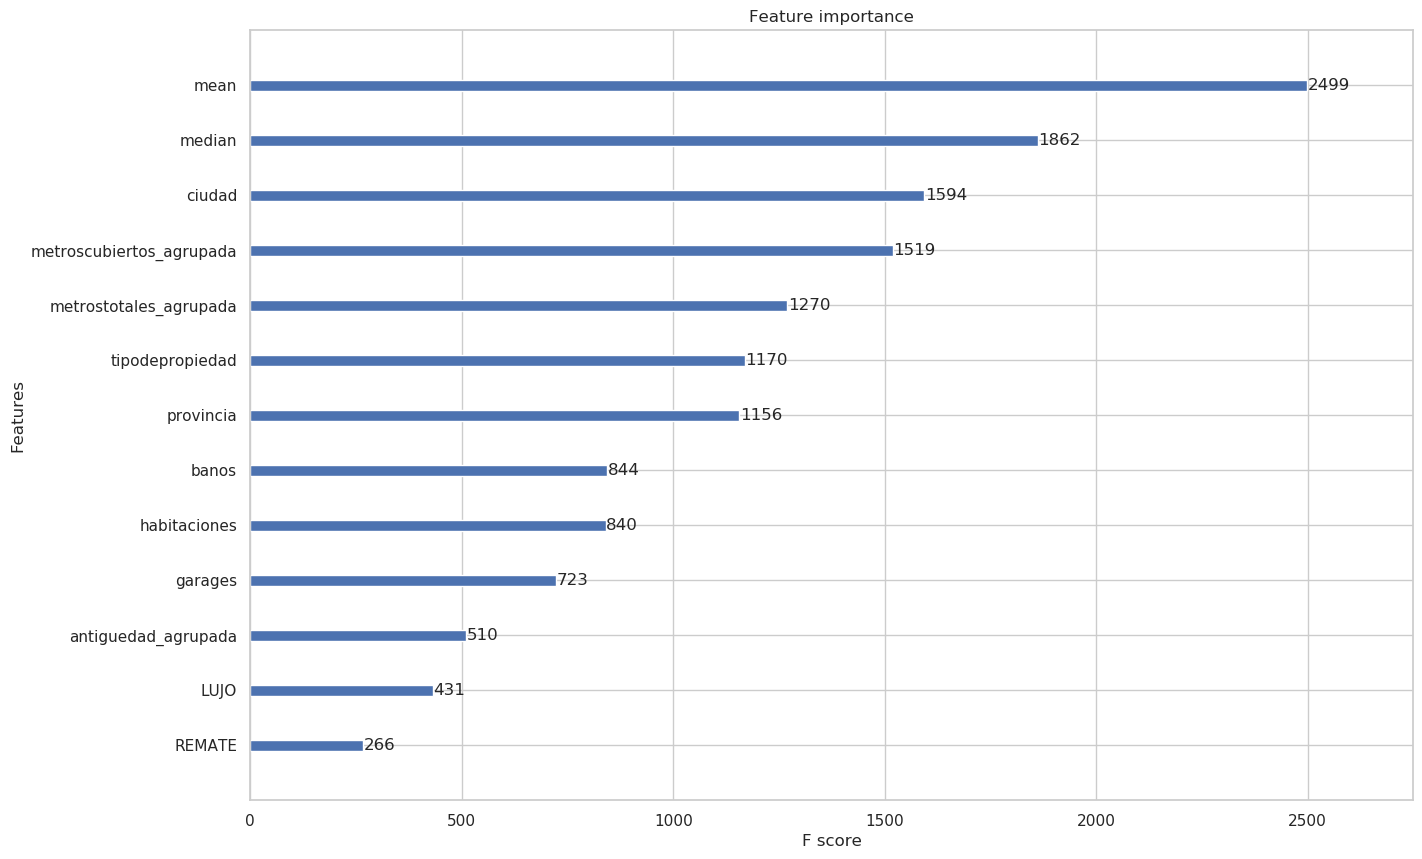 Feature importance
mean 2499
median 1862
ciudad 1594
metroscubiertos_agrupada 1519
metrostotales_agrupada 1270
tipodepropiedad 1170
provincia 1156
banos 844
habitaciones 840
garages 723
antiguedad_agrupada 510
LUJO 431
REMATE 266
Features
0 500 1000 1500 2000 2500
F score